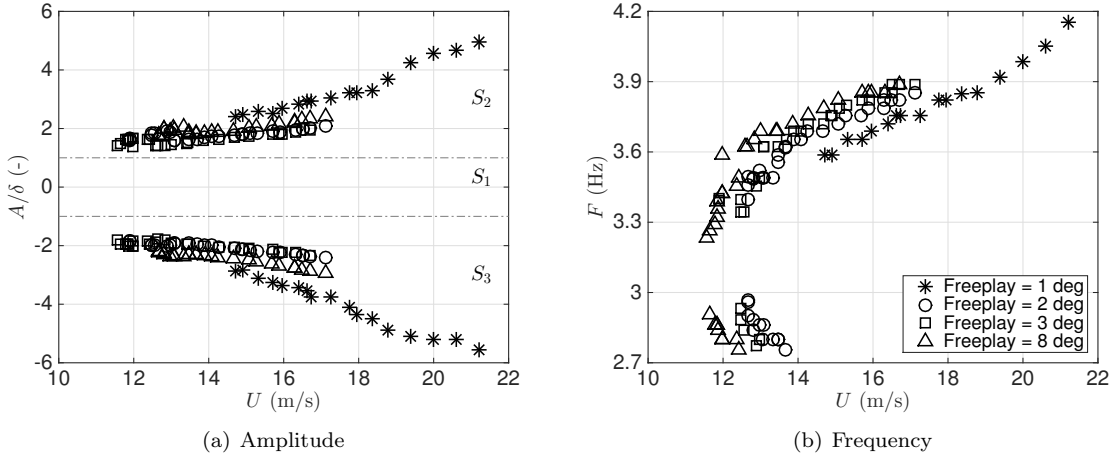 6
4
2
0
-2
-4
-6
A/δ (-)
S₂
S₁
S₃
10 12 14 16 18 20 22
U (m/s)
(a) Amplitude
4.2
3.9
3.6
3.3
3
2.7
F (Hz)
Freeplay = 1 deg
Freeplay = 2 deg
Freeplay = 3 deg
Freeplay = 8 deg
10 12 14 16 18 20 22
U (m/s)
(b) Frequency